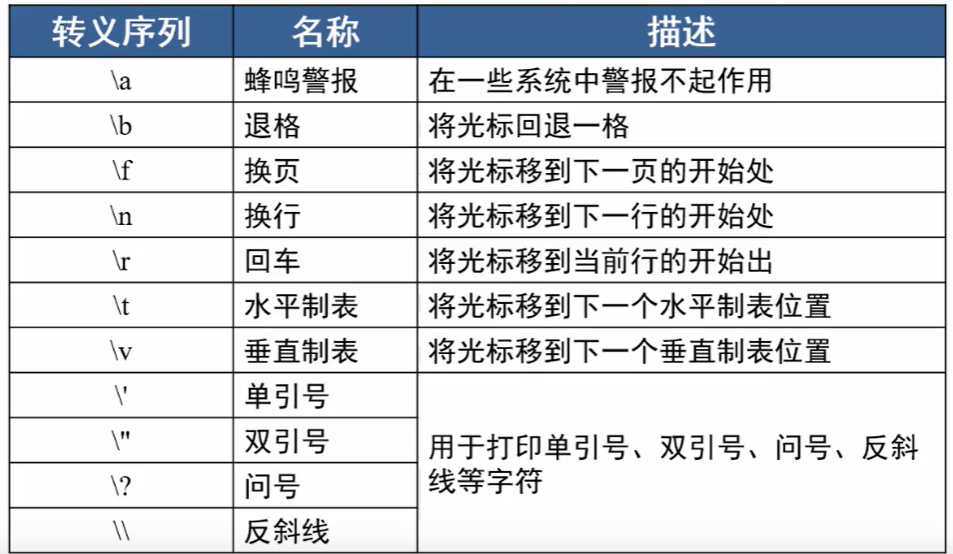 转义序列 名称 描述
\a 蜂鸣警报 在一些系统中警报不起作用
\b 退格 将光标回退一格
\f 换页 将光标移到下一页的开始处
\n 换行 将光标移到下一行的开始处
\r 回车 将光标移到当前行的开始出
\t 水平制表 将光标移到下一个水平制表位置
\v 垂直制表 将光标移到下一个垂直制表位置
\' 单引号
\" 双引号
\? 问号
\\ 反斜线
用于打印单引号、双引号、问号、反斜
线等字符